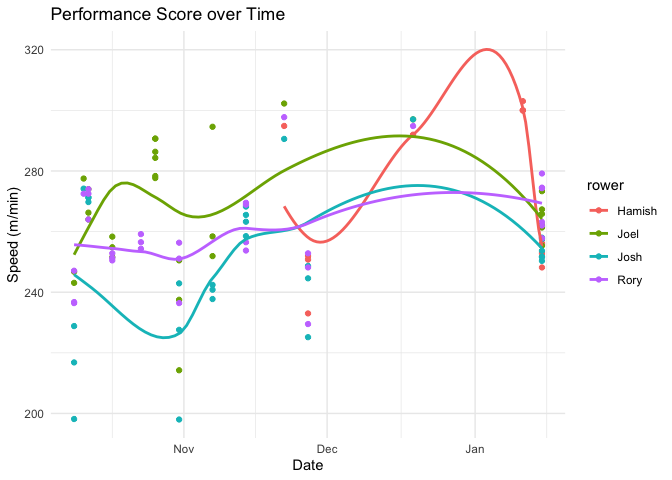 Performance Score over Time
Speed (m/min)
320
280
240
200
Nov
Dec
Jan
Date
rower
Hamish
Joel
Josh
Rory